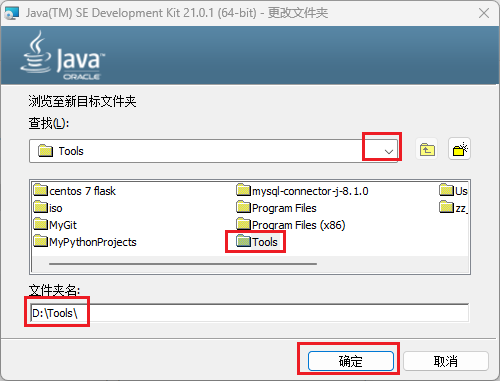 Java(TM) SE Development Kit 21.0.1 (64-bit) - 更改文件夹
Java
ORACLE
浏览至新目标文件夹
查找(L):
Tools
centos 7 flask
iso
MyGit
MyPythonProjects
mysql-connector-j-8.1.0
Program Files
Program Files (x86)
Tools
Us
zz_
文件夹名:
D:\Tools\
确定
取消